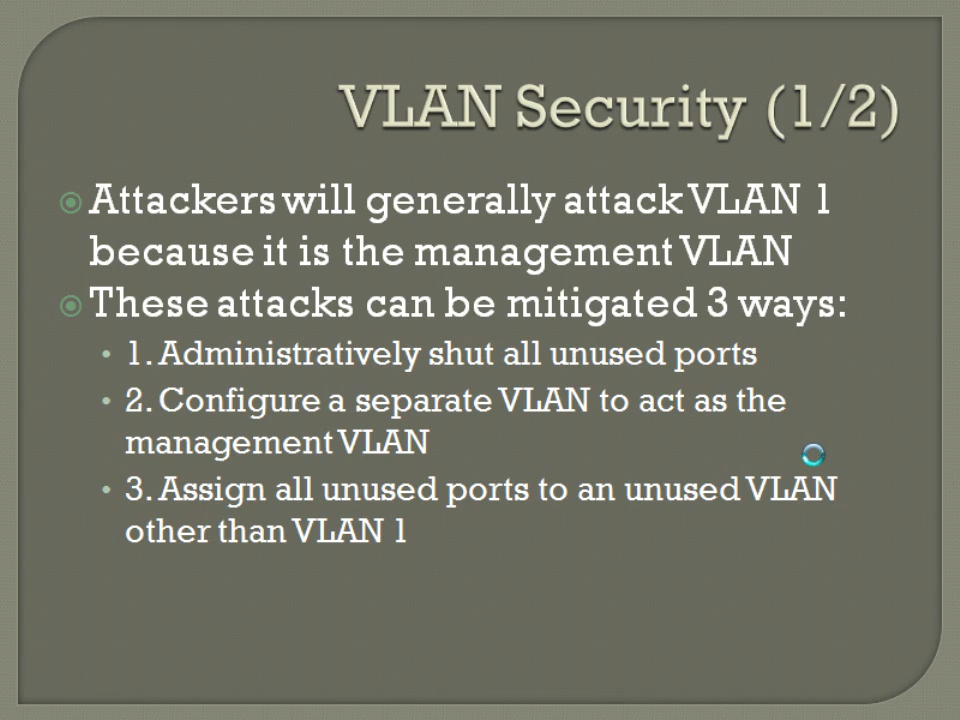 VLAN Security (1/2)
Attackers will generally attack VLAN 1
because it is the management VLAN
These attacks can be mitigated 3 ways:
1. Administratively shut all unused ports
2. Configure a separate VLAN to act as the
management VLAN
3. Assign all unused ports to an unused VLAN
other than VLAN 1